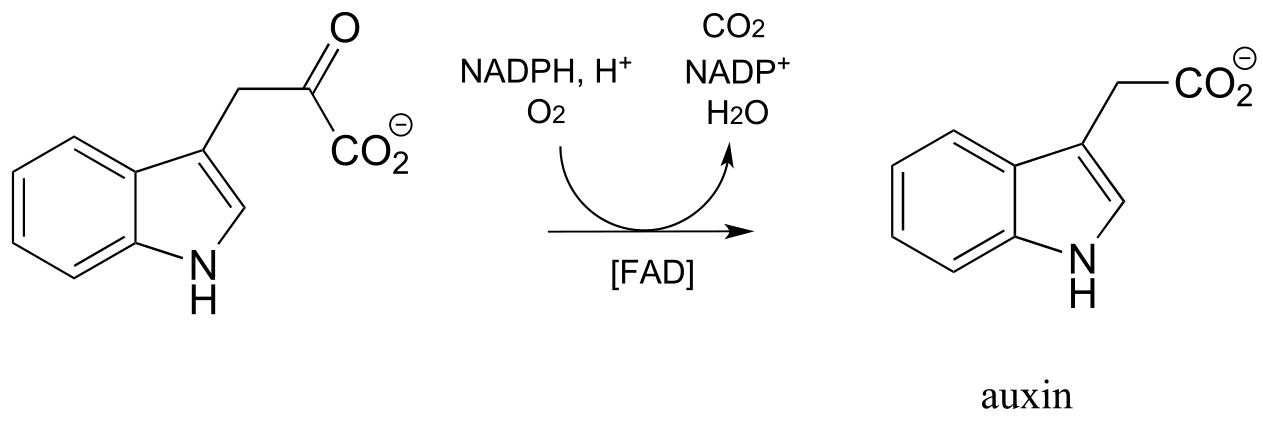 O
CO2⊖
N
H
NADPH, H+
O2
CO2
NADP+
H2O
[FAD]
CO2⊖
N
H
auxin